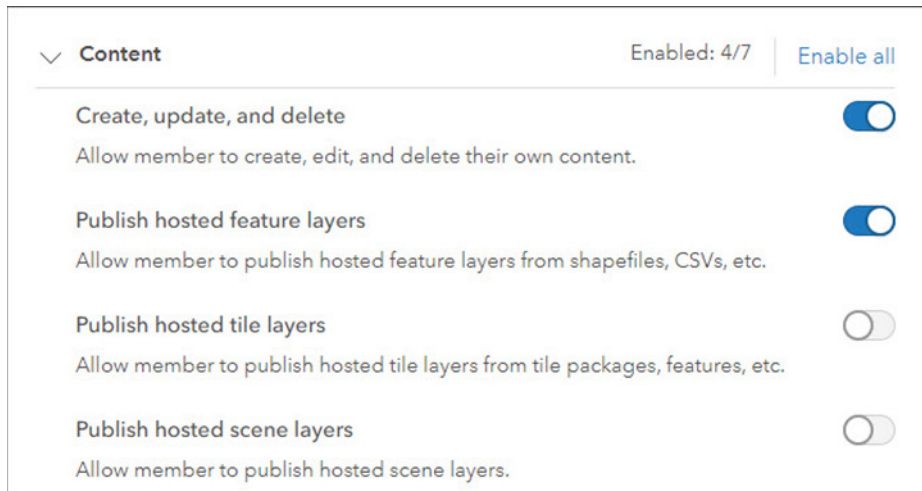 Content Enabled: 4/7 Enable all
Create, update, and delete
Allow member to create, edit, and delete their own content.
Publish hosted feature layers
Allow member to publish hosted feature layers from shapefiles, CSVs, etc.
Publish hosted tile layers
Allow member to publish hosted tile layers from tile packages, features, etc.
Publish hosted scene layers
Allow member to publish hosted scene layers.